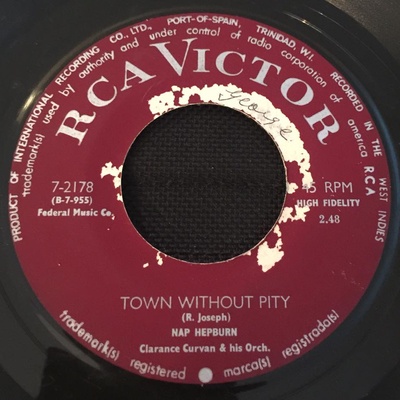 PRODUCT OF INTERNATIONAL RECORDING CO., LTD., PORT-OF-SPAIN, TRINIDAD, W.I. RECORDED IN THE WEST INDIES
trademark(s) used by authority and under control of radio corporation of america RCA
RCA VICTOR
George
7-2178
(B-7-955)
Federal Music Co.
45 RPM
HIGH FIDELITY
2.48
TOWN WITHOUT PITY
(R. Joseph)
NAP HEPBURN
Clarance Curvan & his Orch.
trademark(s) registered marca(s) registrada(s)